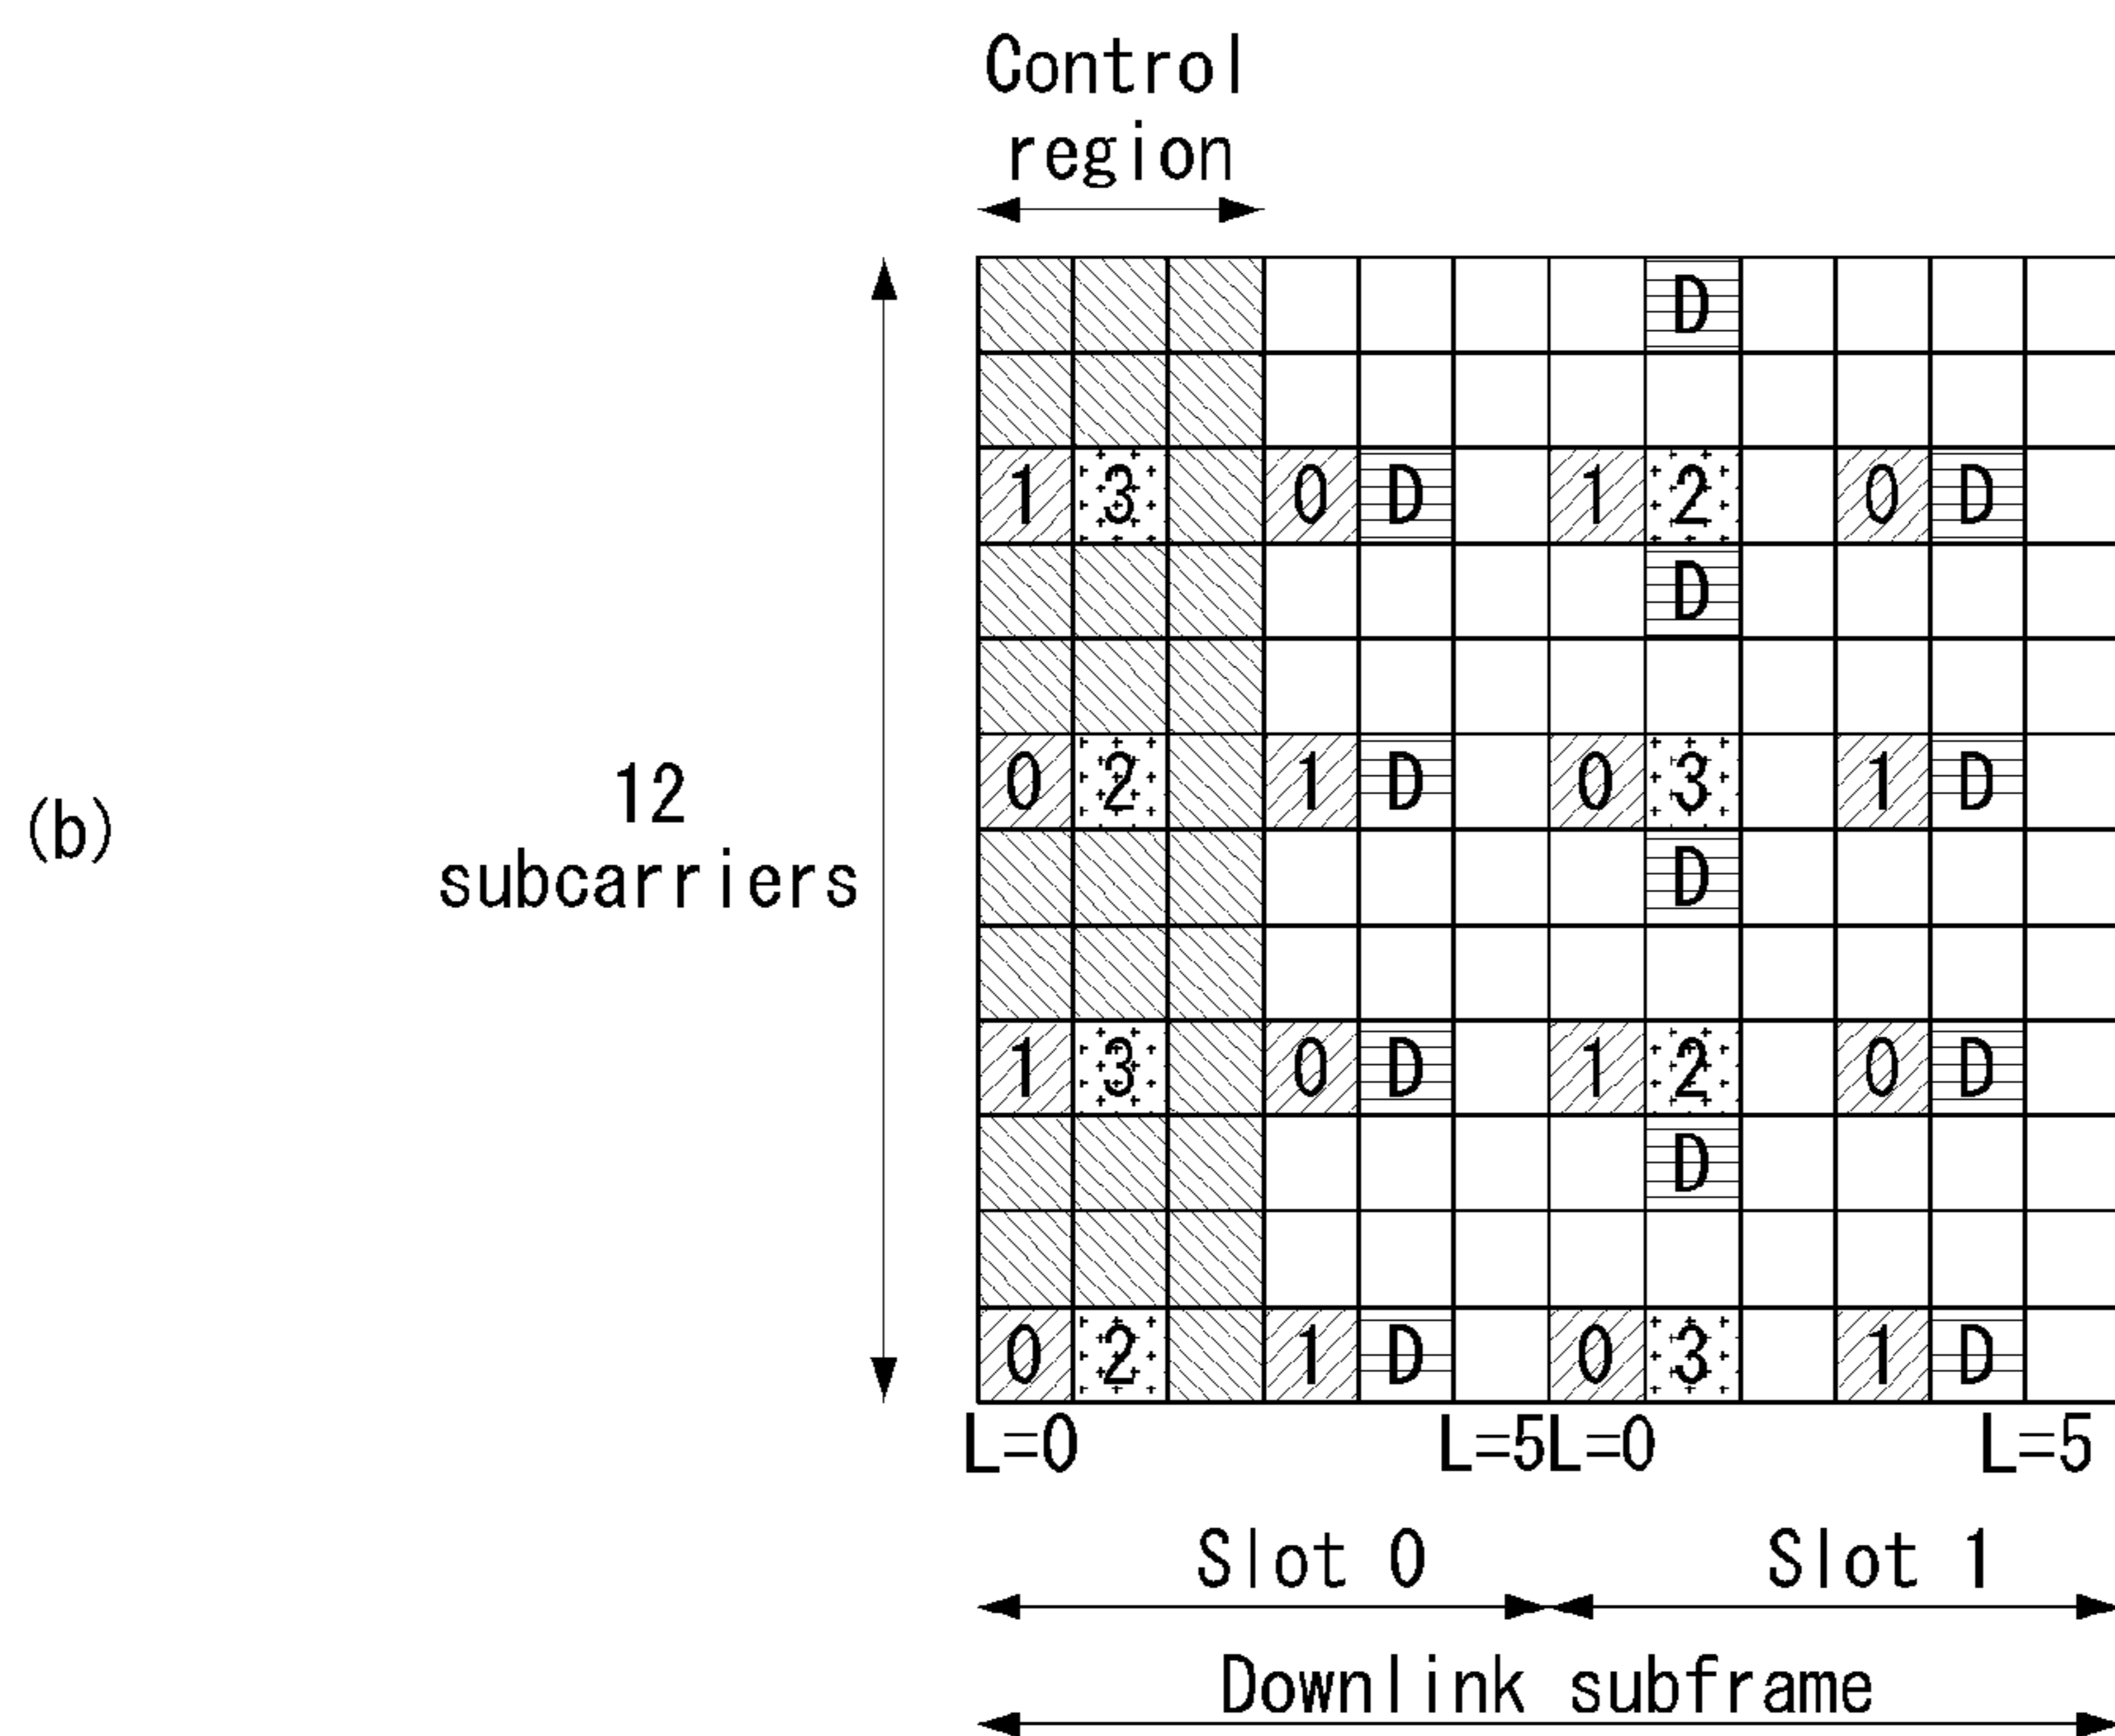 Control
region
D
1 3 0 D 1 2 0 D
D
(b)
12
subcarriers
0 2 1 D 0 3 1 D
D
1 3 0 D 1 2 0 D
D
0 2 1 D 0 3 1 D
L=0 L=5 L=0 L=5
Slot 0 Slot 1
Downlink subframe